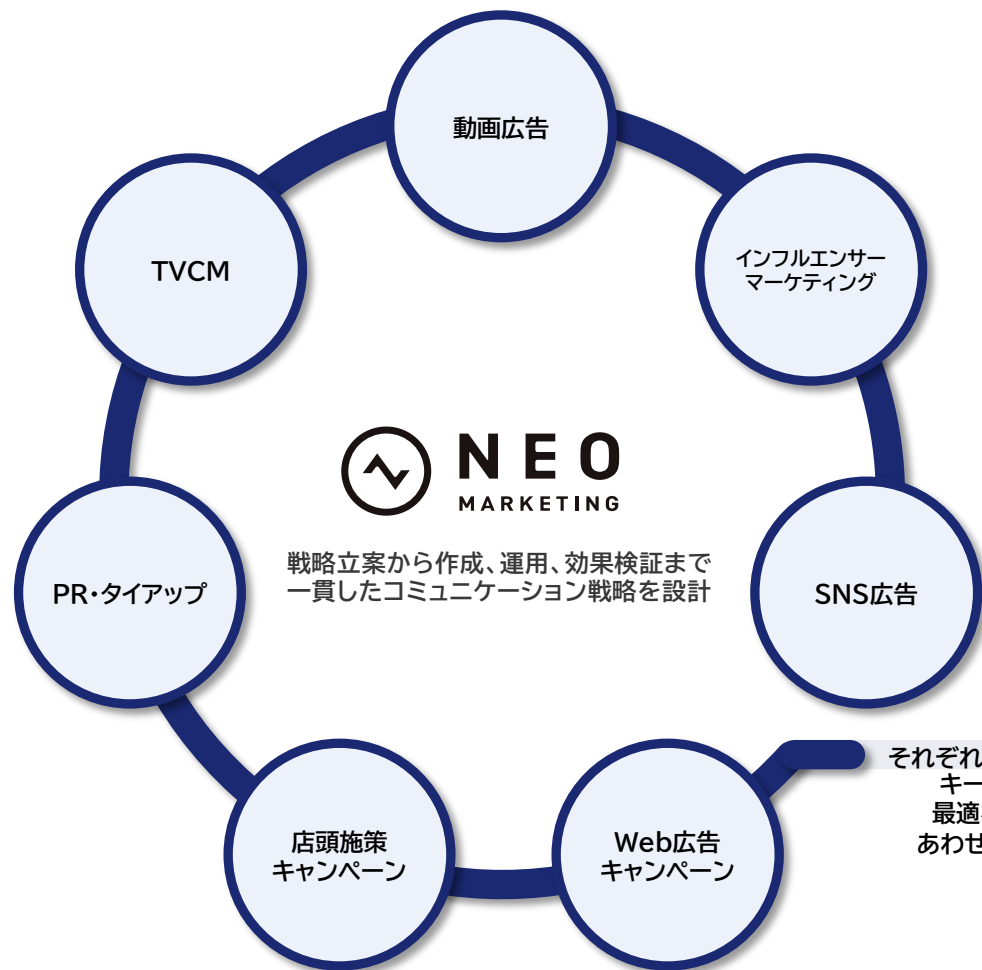 動画広告
TVCM
インフルエンサー
マーケティング
NEO
MARKETING
戦略立案から作成、運用、効果検証まで
一貫したコミュニケーション戦略を設計
PR・タイアップ
SNS広告
それぞれ
キー
最適
あわせ
店頭施策
キャンペーン
Web広告
キャンペーン